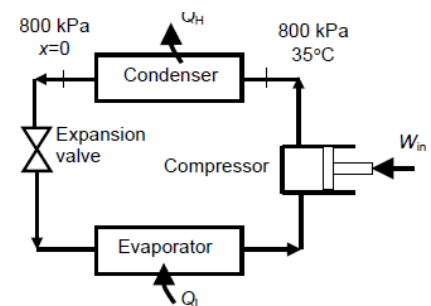 800 kPa
x=0
QH
800 kPa
35°C
Condenser
Expansion
valve
Compressor
Win
Evaporator
QL